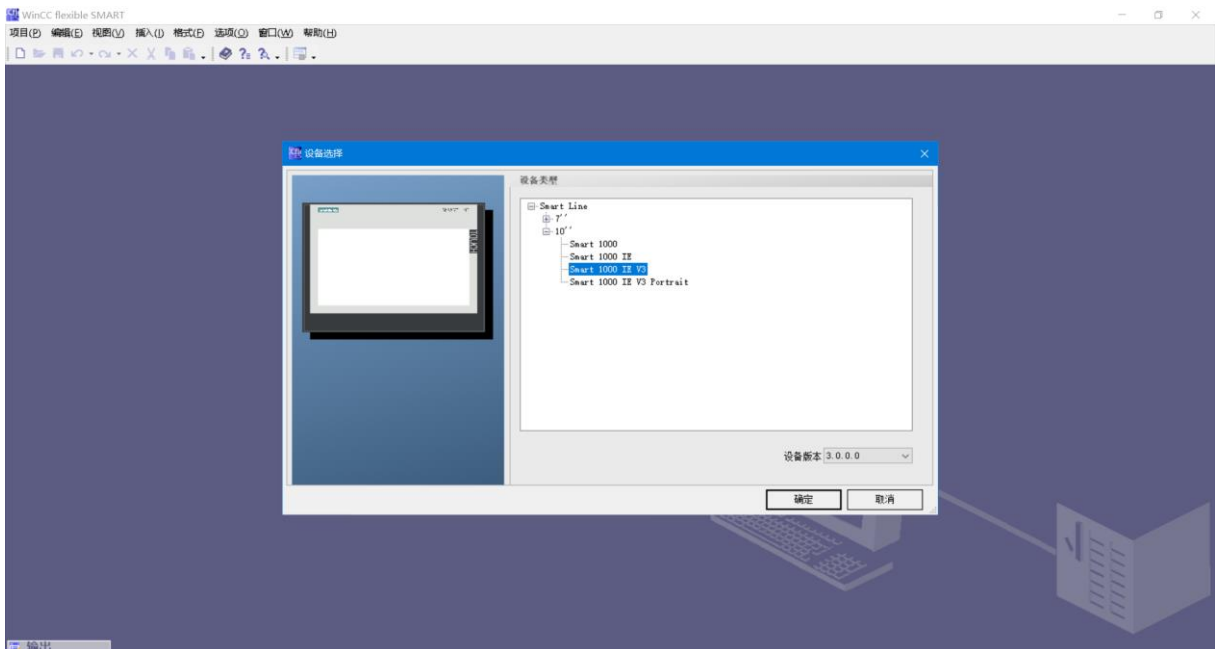 WinCC flexible SMART
项目(P) 编辑(E) 视图(V) 插入(I) 格式(F) 选项(O) 窗口(W) 帮助(H)
设备选择
设备类型
Smart Line
7''
10''
Smart 1000
Smart 1000 IE
Smart 1000 IE V3
Smart 1000 IE V3 Portrait
TOUCH
设备版本 3.0.0.0
确定 取消
输出